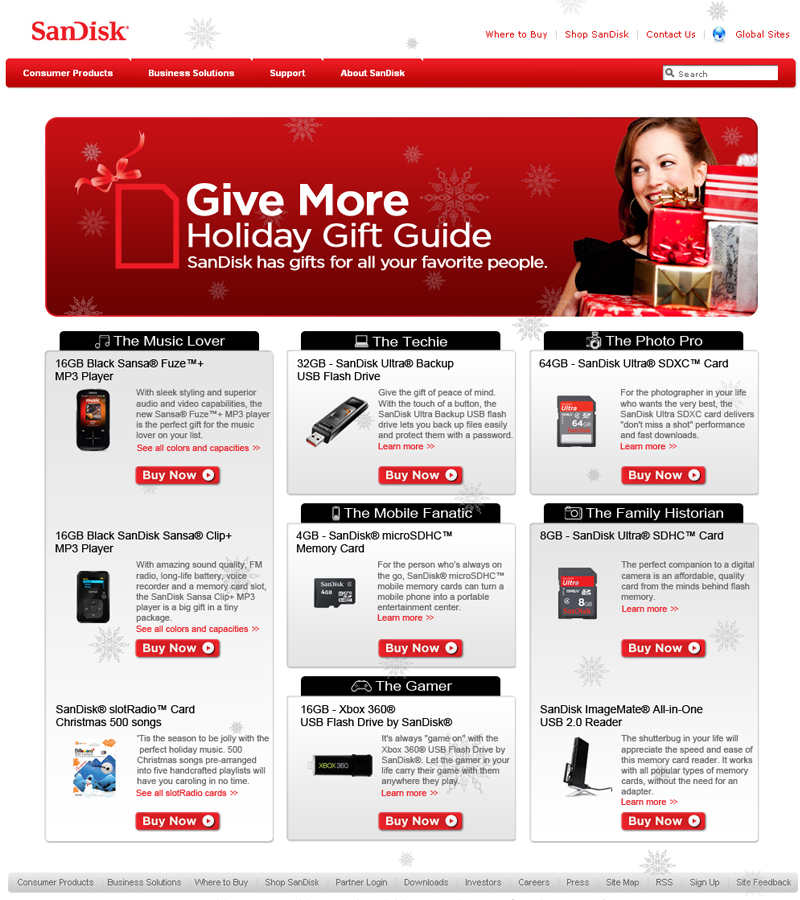 SanDisk®
Where to Buy | Shop SanDisk | Contact Us | Global Sites
Consumer Products Business Solutions Support About SanDisk Search
Give More
Holiday Gift Guide
SanDisk has gifts for all your favorite people.
The Music Lover
16GB Black Sansa® Fuze™+
MP3 Player
With sleek styling and superior
audio and video capabilities, the
new Sansa® Fuze™+ MP3 player
is the perfect gift for the music
lover on your list.
See all colors and capacities >>
Buy Now
16GB Black SanDisk Sansa® Clip+
MP3 Player
With amazing sound quality, FM
radio, long-life battery, voice
recorder and a memory card slot,
the SanDisk Sansa Clip+ MP3
player is a big gift in a tiny
package.
See all colors and capacities >>
Buy Now
SanDisk® slotRadio™ Card
Christmas 500 songs
'Tis the season to be jolly with the
perfect holiday music. 500
Christmas songs pre-arranged
into five handcrafted playlists will
have you caroling in no time.
See all slotRadio cards >>
Buy Now
The Techie
32GB - SanDisk Ultra® Backup
USB Flash Drive
Give the gift of peace of mind.
With the touch of a button, the
SanDisk Ultra Backup USB flash
drive lets you back up files easily
and protect them with a password.
Learn more >>
Buy Now
The Mobile Fanatic
4GB - SanDisk® microSDHC™
Memory Card
SanDisk
4GB
For the person who's always on
the go, SanDisk® microSDHC™
mobile memory cards can turn a
mobile phone into a portable
entertainment center.
Learn more >>
Buy Now
The Gamer
16GB - Xbox 360®
USB Flash Drive by SanDisk®
XBOX360
It's always "game on" with the
Xbox 360® USB Flash Drive by
SanDisk®. Let the gamer in your
life carry their game with them
anywhere they play.
Learn more >>
Buy Now
The Photo Pro
64GB - SanDisk Ultra® SDXC™ Card
SanDisk
Ultra
64GB
For the photographer in your life
who wants the very best, the
SanDisk Ultra SDXC card delivers
"don't miss a shot" performance
and fast downloads.
Learn more >>
Buy Now
The Family Historian
8GB - SanDisk Ultra® SDHC™ Card
Ultra
8GB
SanDisk
The perfect companion to a digital
camera is an affordable, quality
card from the minds behind flash
memory.
Learn more >>
Buy Now
SanDisk ImageMate® All-in-One
USB 2.0 Reader
The shutterbug in your life will
appreciate the speed and ease of
this memory card reader. It works
with all popular types of memory
cards, without the need for an
adapter.
Learn more >>
Buy Now
Consumer Products | Business Solutions | Where to Buy | Shop SanDisk | Partner Login | Downloads | Investors | Careers | Press | Site Map | RSS | Sign Up | Site Feedback